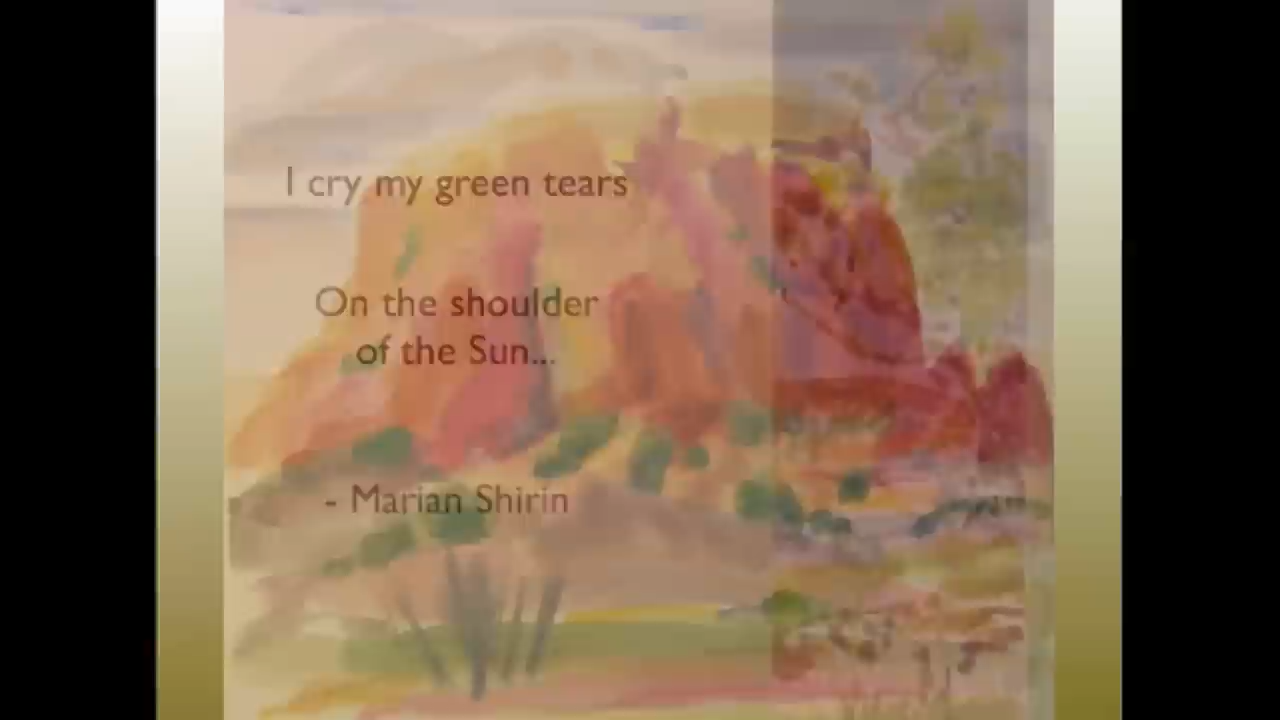 I cry my green tears
On the shoulder
of the Sun...
- Marian Shirin